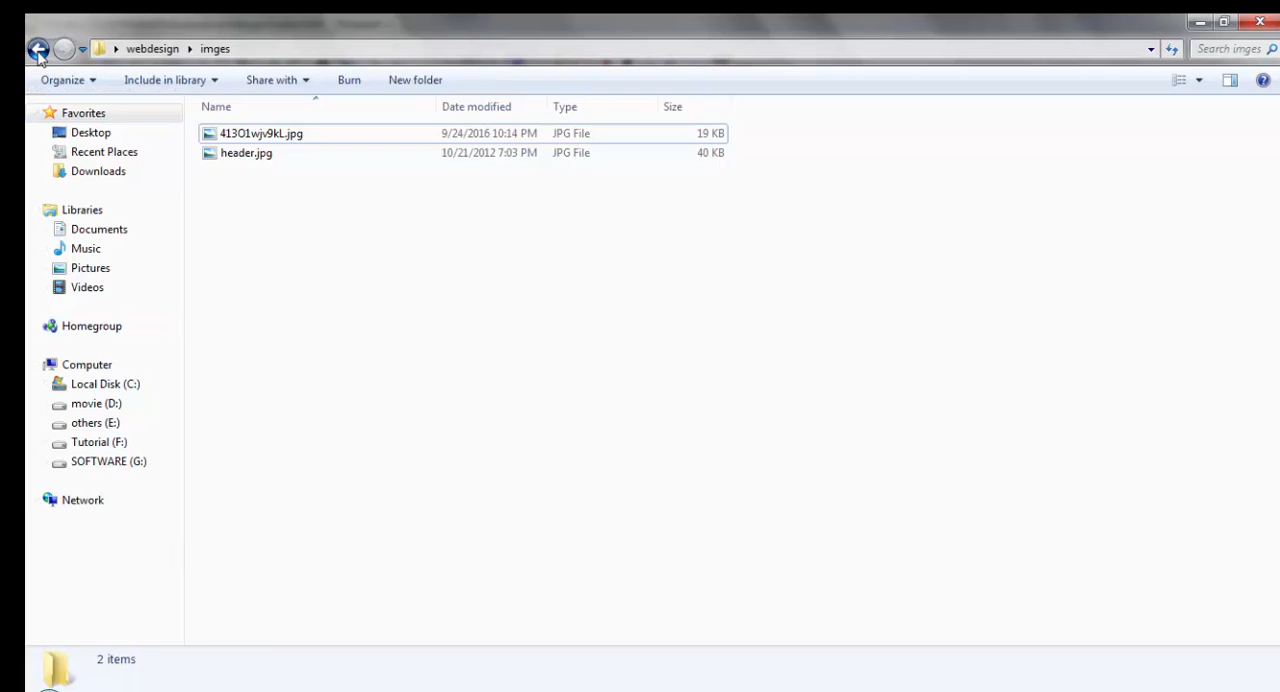 webdesign imges Search imges
Organize Include in library Share with Burn New folder
Favorites
Desktop
Recent Places
Downloads
Libraries
Documents
Music
Pictures
Videos
Homegroup
Computer
Local Disk (C:)
movie (D:)
others (E:)
Tutorial (F:)
SOFTWARE (G:)
Network
Name Date modified Type Size
413O1wjv9kL.jpg 9/24/2016 10:14 PM JPG File 19 KB
header.jpg 10/21/2012 7:03 PM JPG File 40 KB
2 items